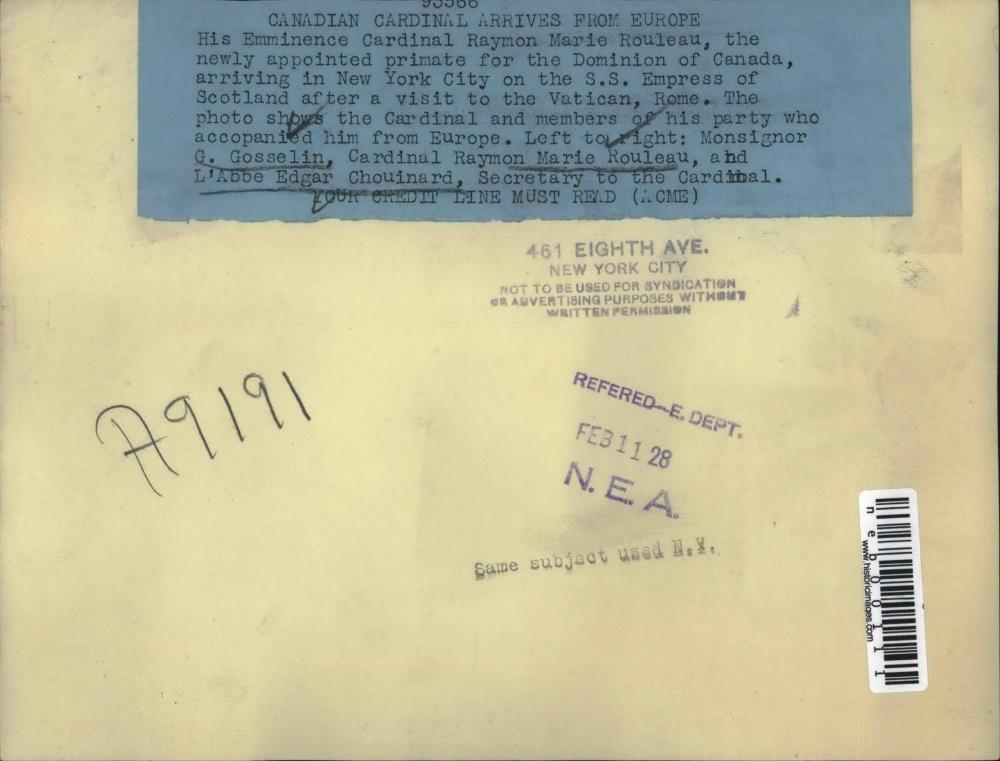 93566
CANADIAN CARDINAL ARRIVES FROM EUROPE
His Emminence Cardinal Raymon Marie Rouleau, the
newly appointed primate for the Dominion of Canada,
arriving in New York City on the S.S. Empress of
Scotland after a visit to the Vatican, Rome. The
photo shows the Cardinal and members of his party who
accopanied him from Europe. Left to right: Monsignor
G. Gosselin, Cardinal Raymon Marie Rouleau, and
L'Abbe Edgar Chouinard, Secretary to the Cardinal.
YOUR CREDIT LINE MUST READ (ACME)
461 EIGHTH AVE.
NEW YORK CITY
NOT TO BE USED FOR SYNDICATION
OR ADVERTISING PURPOSES WITHOUT
WRITTEN PERMISSION
A9191
REFERED-E. DEPT.
FEB 11 28
N. E. A.
Same subject used N.Y.
neb00111
www.historicimages.com